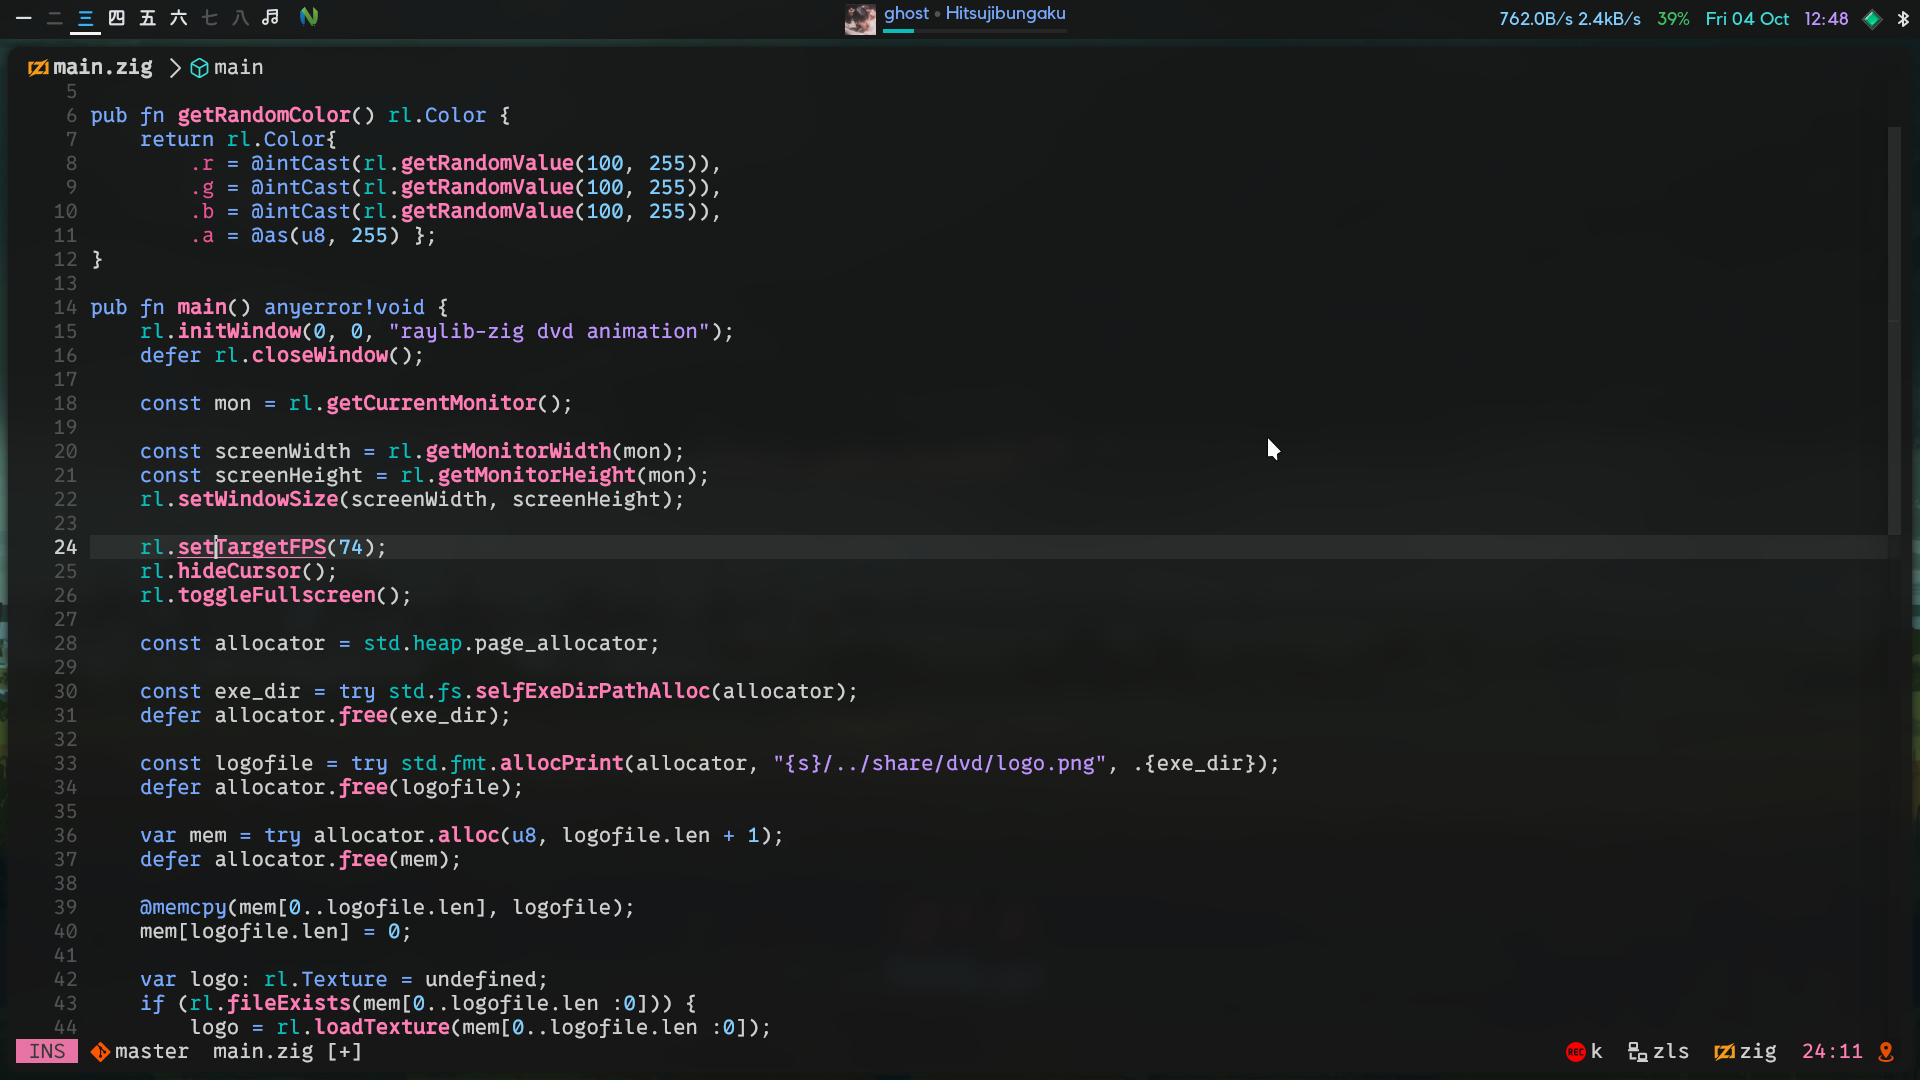 一 二 三 四 五 六 七 八
ghost • Hitsujibungaku
762.0B/s 2.4kB/s 39% Fri 04 Oct 12:48
main.zig > main
5
6 pub fn getRandomColor() rl.Color {
7     return rl.Color{
8         .r = @intCast(rl.getRandomValue(100, 255)),
9         .g = @intCast(rl.getRandomValue(100, 255)),
10         .b = @intCast(rl.getRandomValue(100, 255)),
11         .a = @as(u8, 255) };
12 }
13
14 pub fn main() anyerror!void {
15     rl.initWindow(0, 0, "raylib-zig dvd animation");
16     defer rl.closeWindow();
17
18     const mon = rl.getCurrentMonitor();
19
20     const screenWidth = rl.getMonitorWidth(mon);
21     const screenHeight = rl.getMonitorHeight(mon);
22     rl.setWindowSize(screenWidth, screenHeight);
23
24     rl.setTargetFPS(74);
25     rl.hideCursor();
26     rl.toggleFullscreen();
27
28     const allocator = std.heap.page_allocator;
29
30     const exe_dir = try std.fs.selfExeDirPathAlloc(allocator);
31     defer allocator.free(exe_dir);
32
33     const logofile = try std.fmt.allocPrint(allocator, "{s}/../share/dvd/logo.png", .{exe_dir});
34     defer allocator.free(logofile);
35
36     var mem = try allocator.alloc(u8, logofile.len + 1);
37     defer allocator.free(mem);
38
39     @memcpy(mem[0..logofile.len], logofile);
40     mem[logofile.len] = 0;
41
42     var logo: rl.Texture = undefined;
43     if (rl.fileExists(mem[0..logofile.len :0])) {
44         logo = rl.loadTexture(mem[0..logofile.len :0]);
INS master main.zig [+] REC k zls zig 24:11